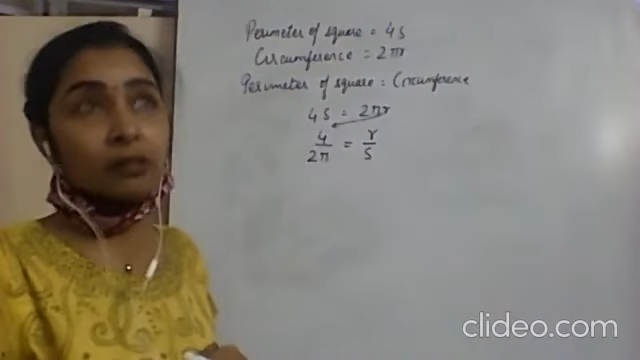 Perimeter of square = 4S
Circumference = 2πr
Perimeter of square = Circumference
4S = 2πr
4/2π = r/S
clideo.com